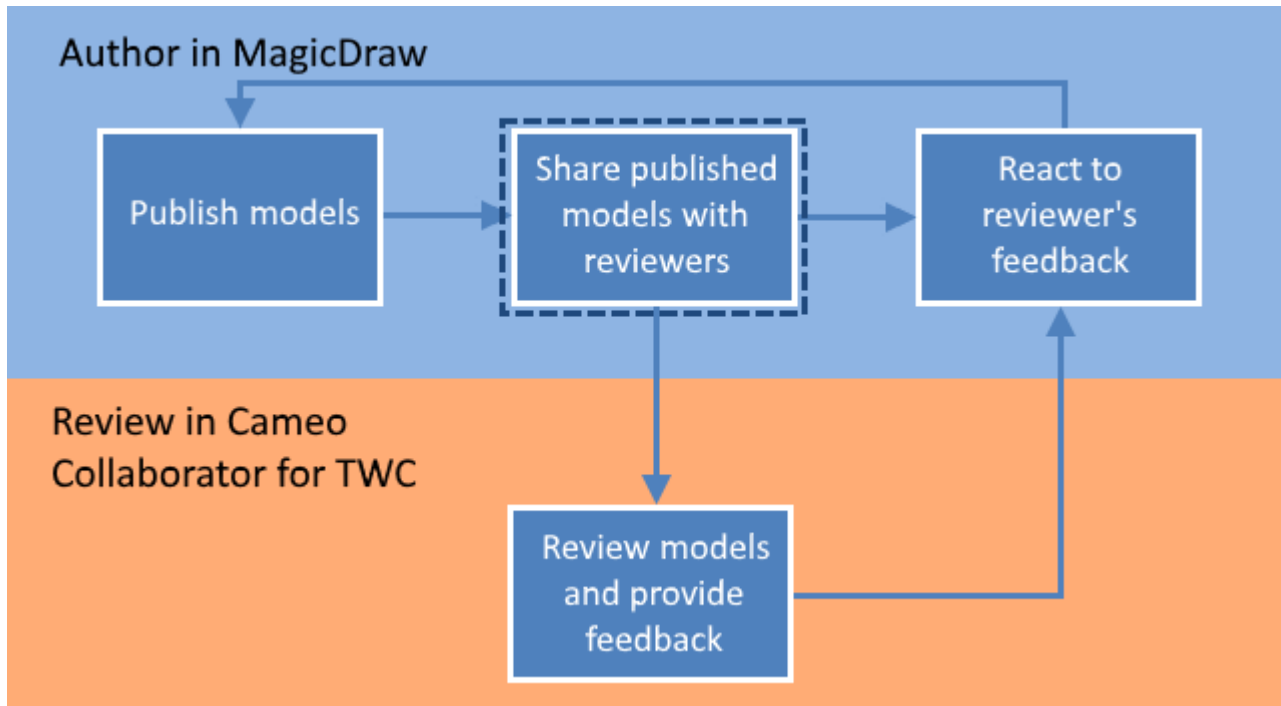 Author in MagicDraw
Publish models
Share published
models with
reviewers
React to
reviewer's
feedback
Review in Cameo
Collaborator for TWC
Review models
and provide
feedback